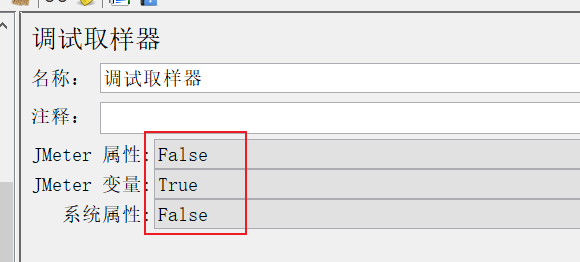 调试取样器
名称： 调试取样器
注释：
JMeter 属性: False
JMeter 变量: True
系统属性: False